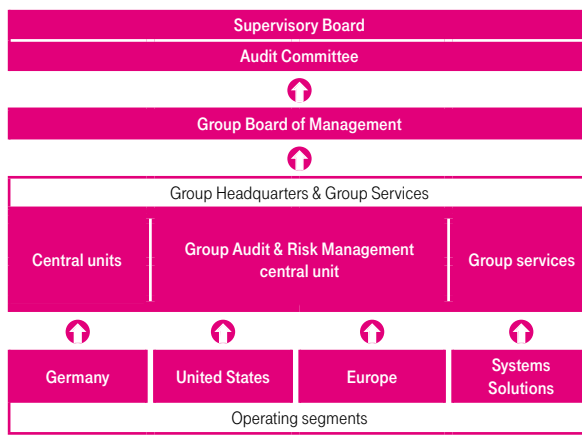 Supervisory Board
Audit Committee
Group Board of Management
Group Headquarters & Group Services
Central units
Group Audit & Risk Management
central unit
Group services
Germany
United States
Europe
Systems
Solutions
Operating segments